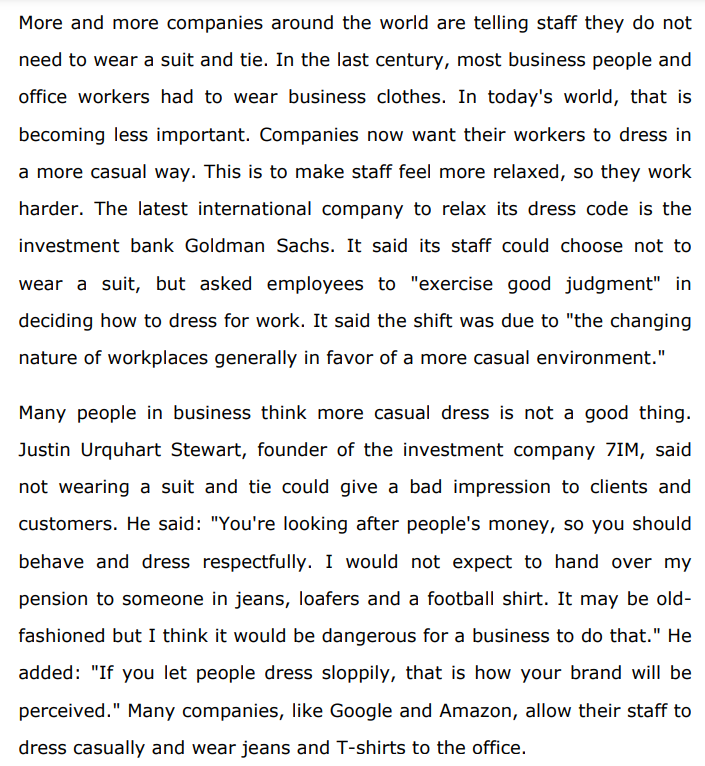 More and more companies around the world are telling staff they do not
need to wear a suit and tie. In the last century, most business people and
office workers had to wear business clothes. In today's world, that is
becoming less important. Companies now want their workers to dress in
a more casual way. This is to make staff feel more relaxed, so they work
harder. The latest international company to relax its dress code is the
investment bank Goldman Sachs. It said its staff could choose not to
wear a suit, but asked employees to "exercise good judgment" in
deciding how to dress for work. It said the shift was due to "the changing
nature of workplaces generally in favor of a more casual environment."
Many people in business think more casual dress is not a good thing.
Justin Urquhart Stewart, founder of the investment company 7IM, said
not wearing a suit and tie could give a bad impression to clients and
customers. He said: "You're looking after people's money, so you should
behave and dress respectfully. I would not expect to hand over my
pension to someone in jeans, loafers and a football shirt. It may be old-
fashioned but I think it would be dangerous for a business to do that." He
added: "If you let people dress sloppily, that is how your brand will be
perceived." Many companies, like Google and Amazon, allow their staff to
dress casually and wear jeans and T-shirts to the office.